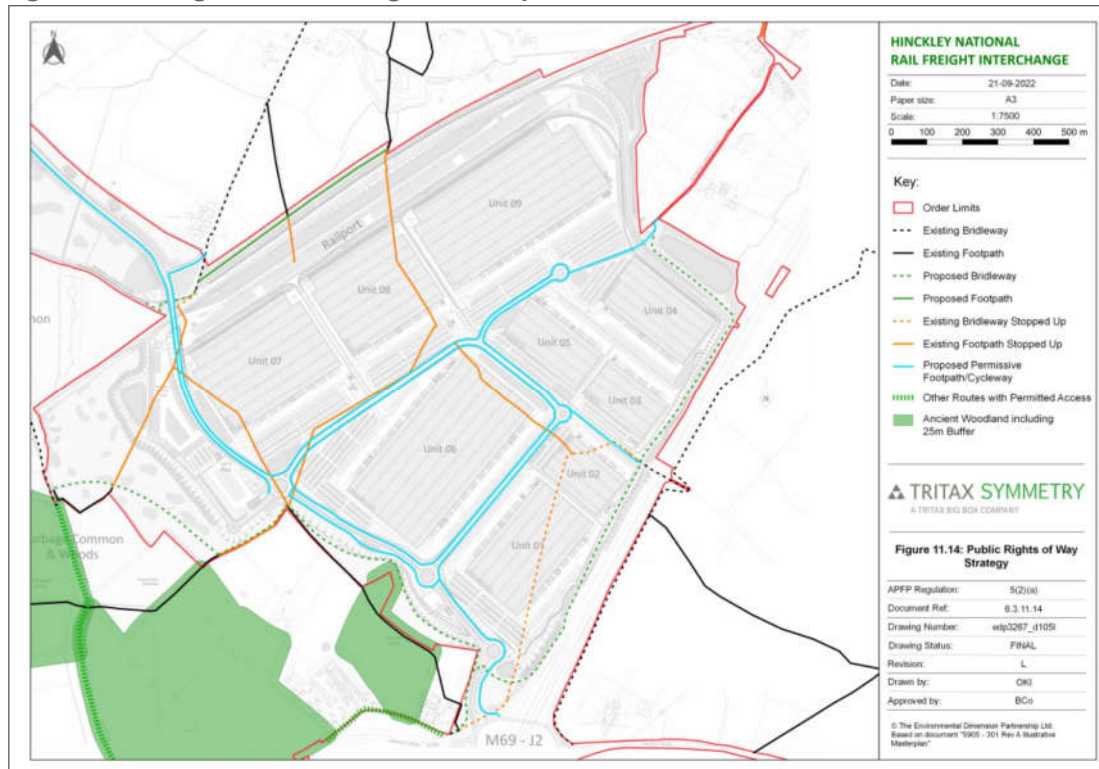 N
Unit 09
Railport
Unit 08
Unit 07
Unit 04
Unit 05
Unit 03
Unit 06
Unit 02
Unit 01
Common
& Woods
M69 - J2
HINCKLEY NATIONAL
RAIL FREIGHT INTERCHANGE
Date: 21-09-2022
Paper size: A3
Scale: 1:7500
0 100 200 300 400 500 m
Key:
Order Limits
Existing Bridleway
Existing Footpath
Proposed Bridleway
Proposed Footpath
Existing Bridleway Stopped Up
Existing Footpath Stopped Up
Proposed Permissive
Footpath/Cycleway
Other Routes with Permitted Access
Ancient Woodland including
25m Buffer
TRITAX SYMMETRY
A TRITAX BIG BOX COMPANY
Figure 11.14: Public Rights of Way
Strategy
APFP Regulation: 5(2)(a)
Document Ref: 6.3.11.14
Drawing Number: edp3267_d105l
Drawing Status: FINAL
Revision: L
Drawn by:
Approved by: BCo
© The Environmental Dimension Partnership Ltd.
Based on document "5905 - 301 Rev A Illustrative
Masterplan"